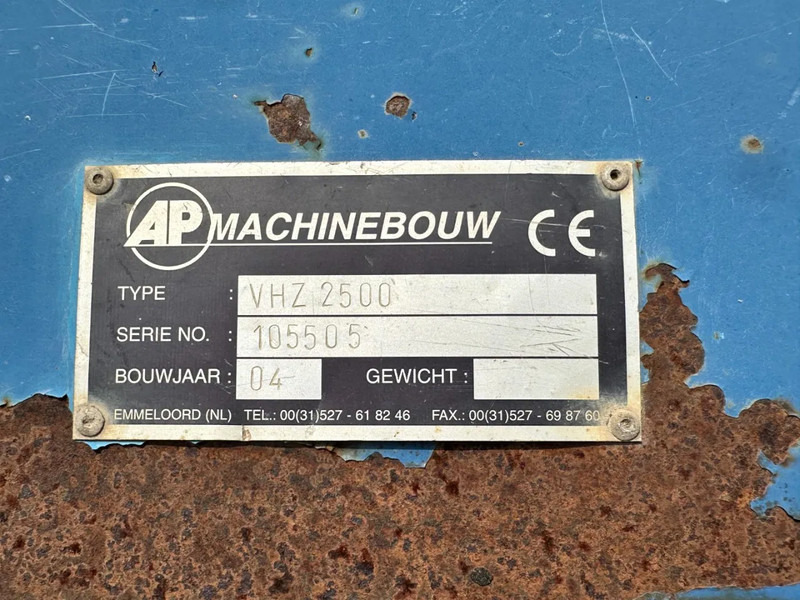 AP MACHINEBOUW CE
TYPE : VHZ 2500
SERIE NO. : 105505
BOUWJAAR : 04 GEWICHT :
EMMELOORD (NL) TEL.: 00(31)527 - 61 82 46 FAX.: 00(31)527 - 69 87 60